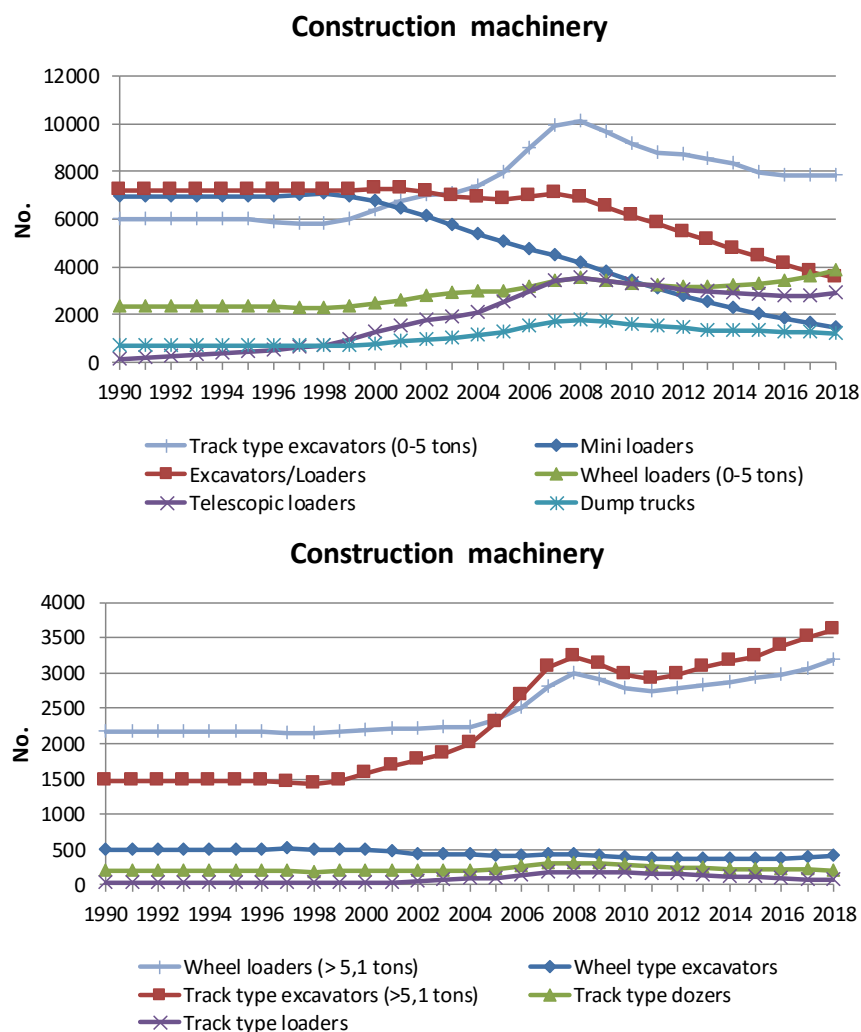 Construction machinery
12000
10000
8000
6000
4000
2000
0
No.
1990 1992 1994 1996 1998 2000 2002 2004 2006 2008 2010 2012 2014 2016 2018
Track type excavators (0-5 tons) Mini loaders
Excavators/Loaders Wheel loaders (0-5 tons)
Telescopic loaders Dump trucks
Construction machinery
4000
3500
3000
2500
2000
1500
1000
500
0
No.
1990 1992 1994 1996 1998 2000 2002 2004 2006 2008 2010 2012 2014 2016 2018
Wheel loaders (> 5,1 tons) Wheel type excavators
Track type excavators (>5,1 tons) Track type dozers
Track type loaders